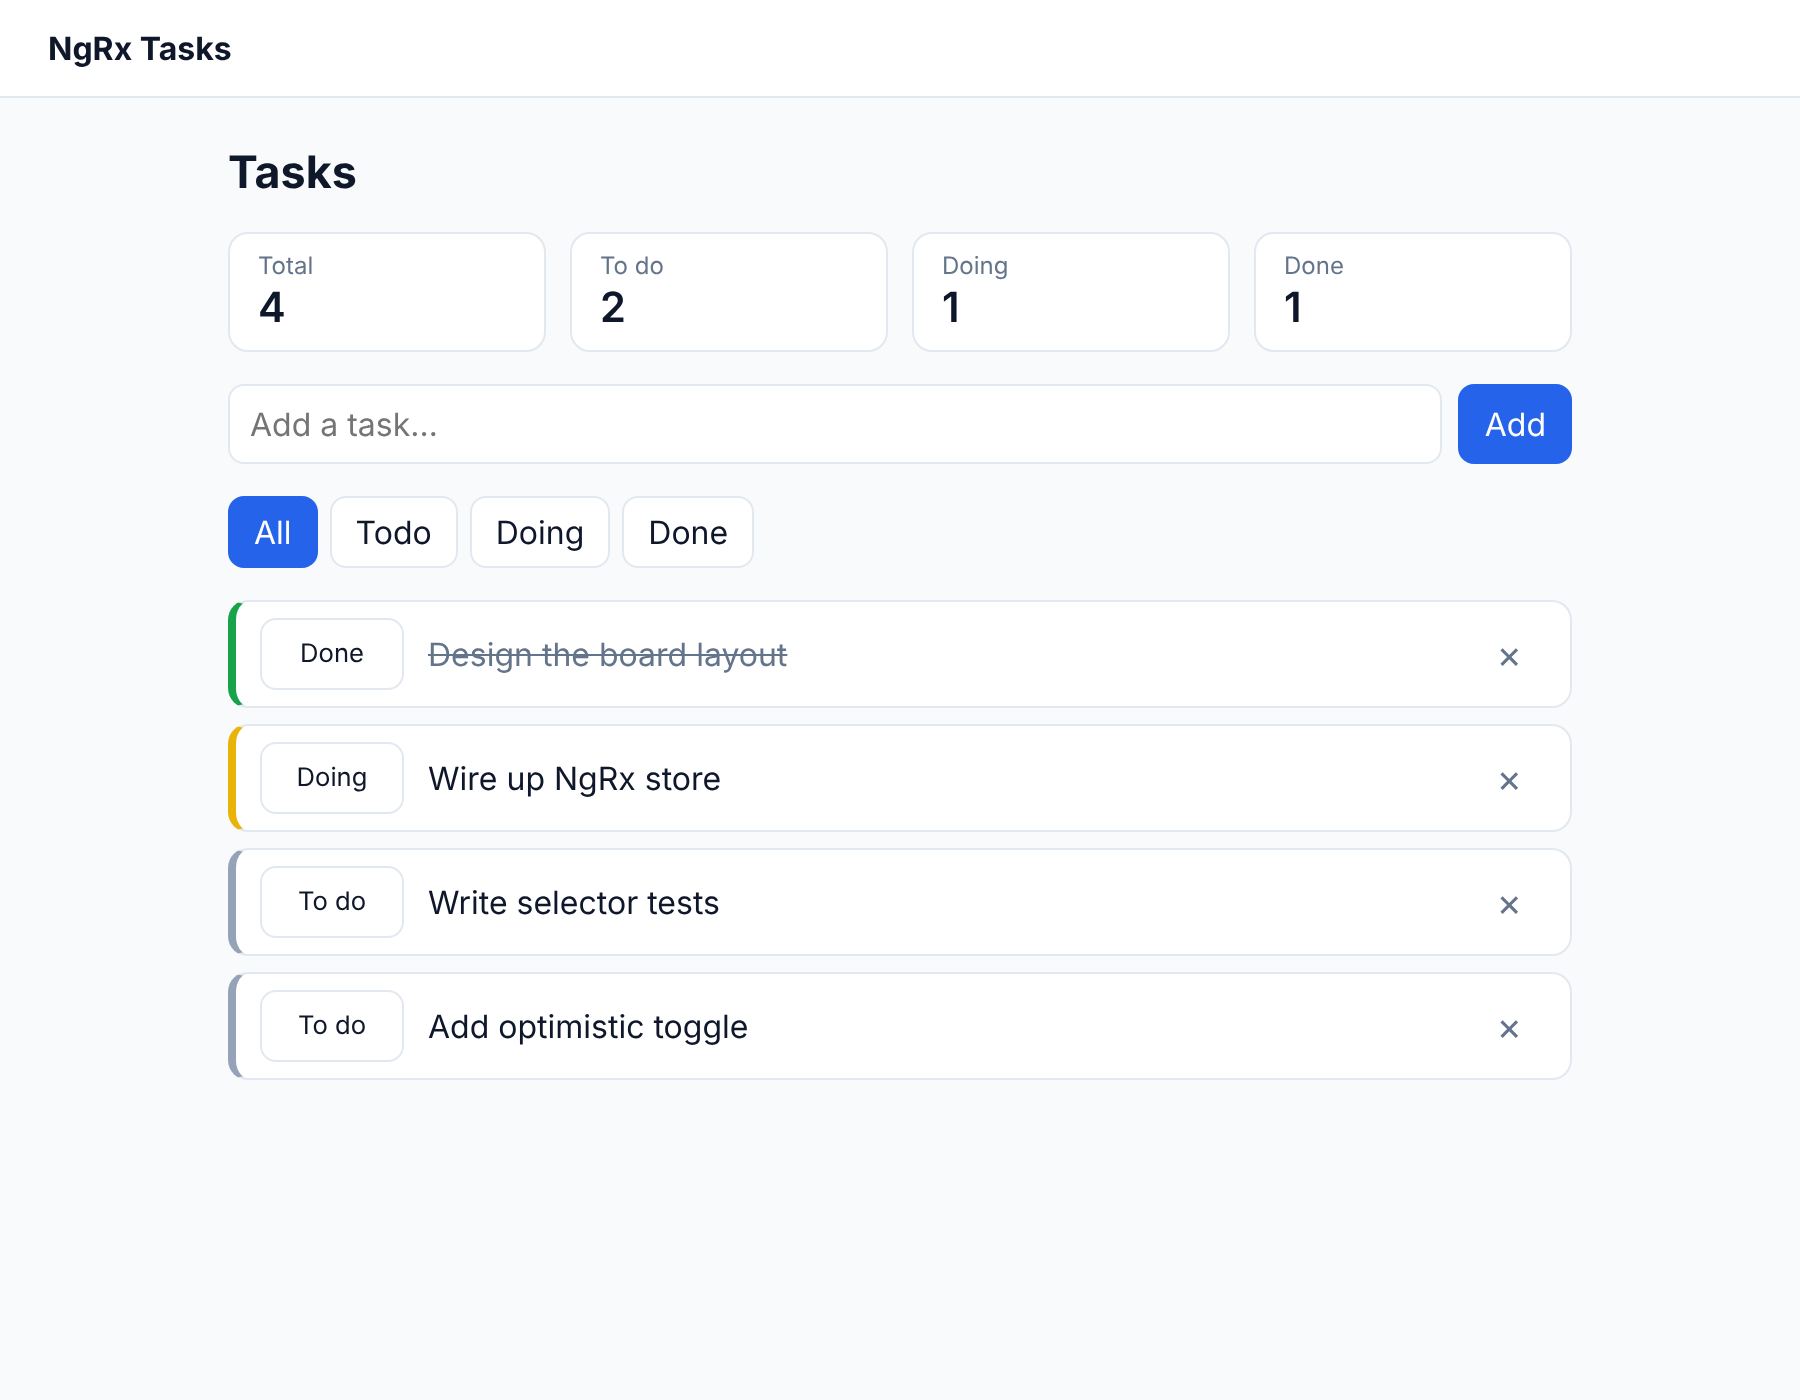 NgRx Tasks
Tasks
Total
4
To do
2
Doing
1
Done
1
Add a task...
Add
All
Todo
Doing
Done
Done
Design the board layout
×
Doing
Wire up NgRx store
×
To do
Write selector tests
×
To do
Add optimistic toggle
×